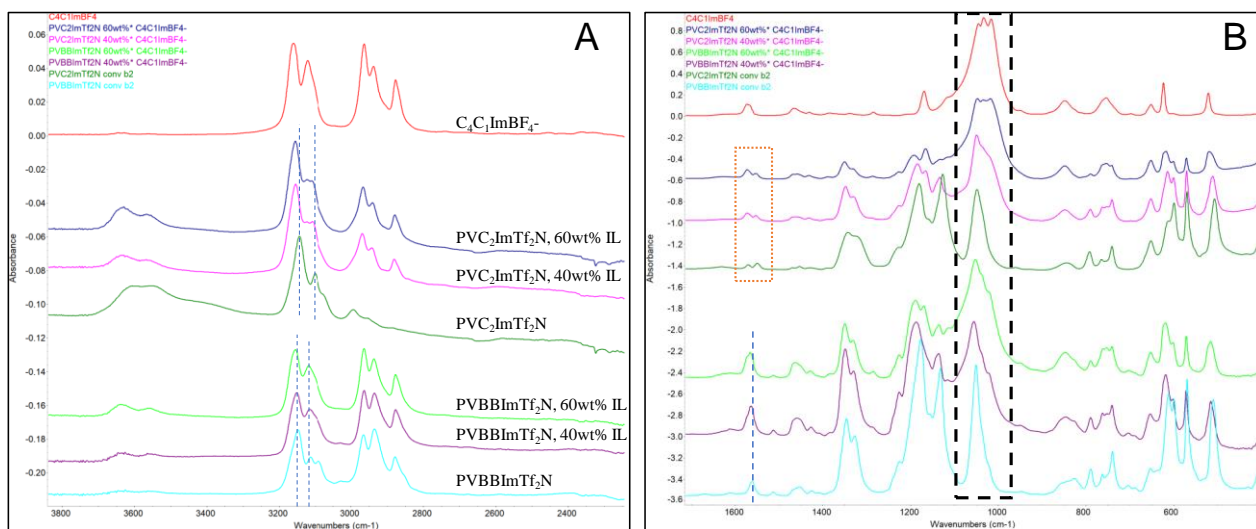 C4C1ImBF4
PVC2ImTf2N 60wt%* C4C1ImBF4-
PVC2ImTf2N 40wt%* C4C1ImBF4-
PVBBImTf2N 60wt%* C4C1ImBF4-
PVBBImTf2N 40wt%* C4C1ImBF4-
PVC2ImTf2N conv b2
PVBBImTf2N conv b2
A
0.06
0.04
0.02
0.00
-0.02
-0.04
-0.06
-0.08
-0.10
-0.12
-0.14
-0.16
-0.18
-0.20
Absorbance
C₄C₁ImBF₄-
PVC₂ImTf₂N, 60wt% IL
PVC₂ImTf₂N, 40wt% IL
PVC₂ImTf₂N
PVBBImTf₂N, 60wt% IL
PVBBImTf₂N, 40wt% IL
PVBBImTf₂N
3800 3600 3400 3200 3000 2800 2600 2400
Wavenumbers (cm-1)
C4C1ImBF4
PVC2ImTf2N 60wt%* C4C1ImBF4-
PVC2ImTf2N 40wt%* C4C1ImBF4-
PVBBImTf2N 60wt%* C4C1ImBF4-
PVBBImTf2N 40wt%* C4C1ImBF4-
PVC2ImTf2N conv b2
PVBBImTf2N conv b2
B
0.8
0.6
0.4
0.2
0.0
-0.2
-0.4
-0.6
-0.8
-1.0
-1.2
-1.4
-1.6
-1.8
-2.0
-2.2
-2.4
-2.6
-2.8
-3.0
-3.2
-3.4
-3.6
Absorbance
1600 1400 1200 1000 800 600
Wavenumbers (cm-1)